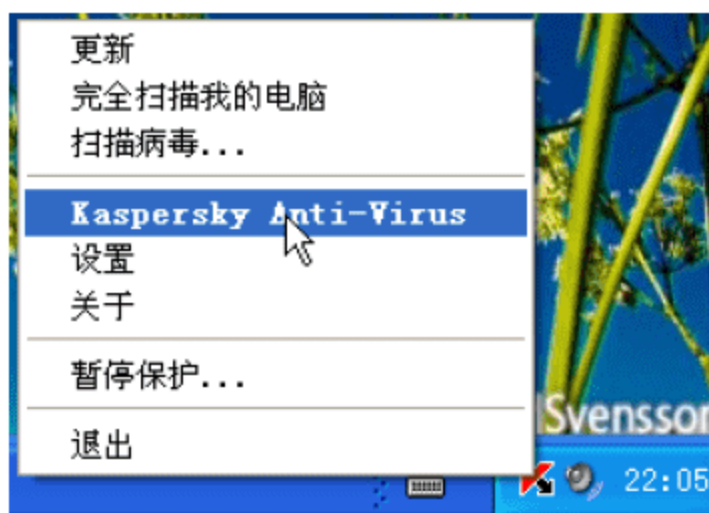 更新
完全扫描我的电脑
扫描病毒...
Kaspersky Anti-Virus
设置
关于
暂停保护...
退出
Svensson
22:05